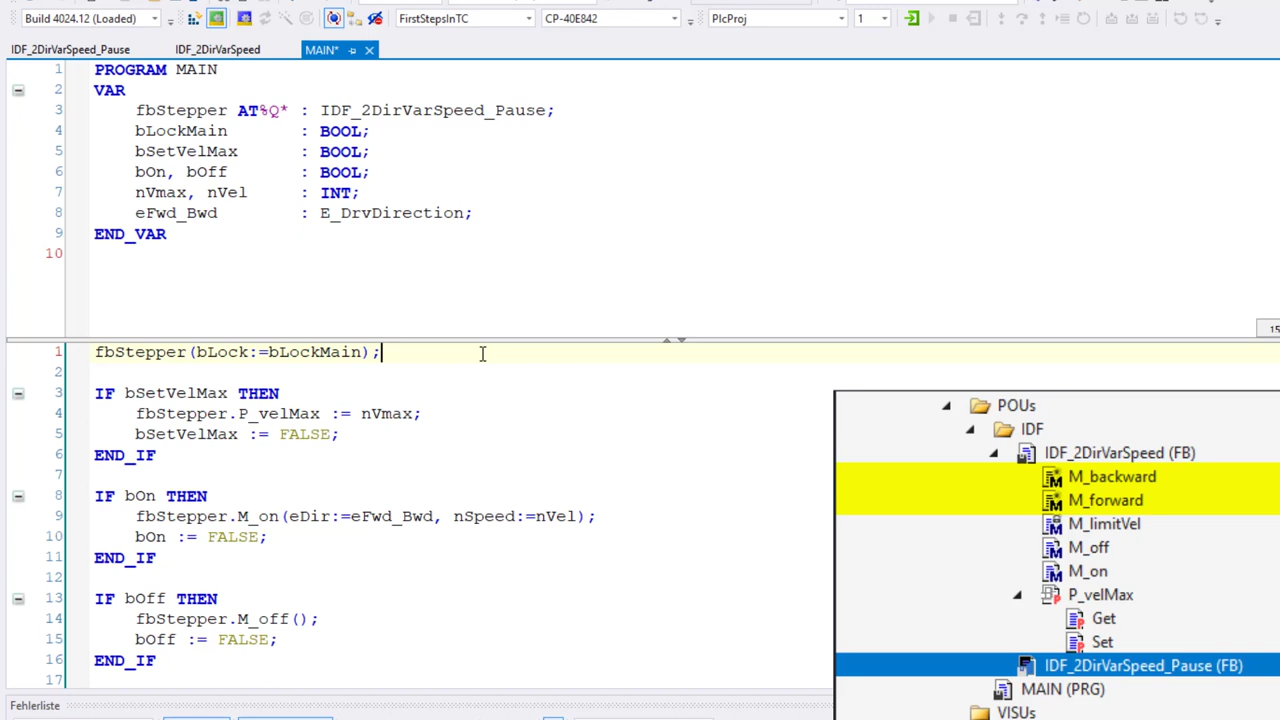 Build 4024.12 (Loaded) FirstStepsInTC CP-40E842 PlcProj 1
IDF_2DirVarSpeed_Pause IDF_2DirVarSpeed MAIN*
1 PROGRAM MAIN
2 VAR
3 fbStepper AT%Q* : IDF_2DirVarSpeed_Pause;
4 bLockMain : BOOL;
5 bSetVelMax : BOOL;
6 bOn, bOff : BOOL;
7 nVmax, nVel : INT;
8 eFwd_Bwd : E_DrvDirection;
9 END_VAR
10
15
1 fbStepper(bLock:=bLockMain);
2
3 IF bSetVelMax THEN
4 fbStepper.P_velMax := nVmax;
5 bSetVelMax := FALSE;
6 END_IF
7
8 IF bOn THEN
9 fbStepper.M_on(eDir:=eFwd_Bwd, nSpeed:=nVel);
10 bOn := FALSE;
11 END_IF
12
13 IF bOff THEN
14 fbStepper.M_off();
15 bOff := FALSE;
16 END_IF
17
POUs
IDF
IDF_2DirVarSpeed (FB)
M_backward
M_forward
M_limitVel
M_off
M_on
P_velMax
Get
Set
IDF_2DirVarSpeed_Pause (FB)
MAIN (PRG)
VISUs
Fehlerliste